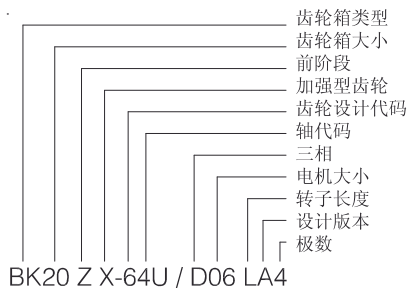 齿轮箱类型
齿轮箱大小
前阶段
加强型齿轮
齿轮设计代码
轴代码
三相
电机大小
转子长度
设计版本
极数
BK20 Z X-64U / D06 LA4